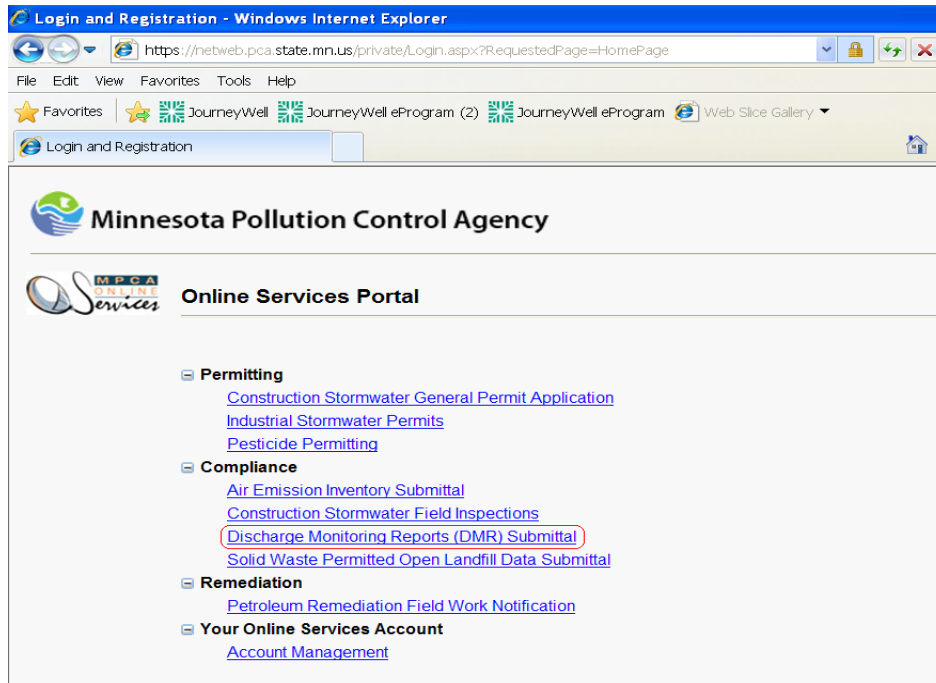 Login and Registration - Windows Internet Explorer
https://netweb.pca.state.mn.us/private/Login.aspx?RequestedPage=HomePage
File Edit View Favorites Tools Help
Favorites JourneyWell JourneyWell eProgram (2) JourneyWell eProgram Web Slice Gallery
Login and Registration
Minnesota Pollution Control Agency
MPCA
ONLINE
Services
Online Services Portal
Permitting
Construction Stormwater General Permit Application
Industrial Stormwater Permits
Pesticide Permitting
Compliance
Air Emission Inventory Submittal
Construction Stormwater Field Inspections
Discharge Monitoring Reports (DMR) Submittal
Solid Waste Permitted Open Landfill Data Submittal
Remediation
Petroleum Remediation Field Work Notification
Your Online Services Account
Account Management